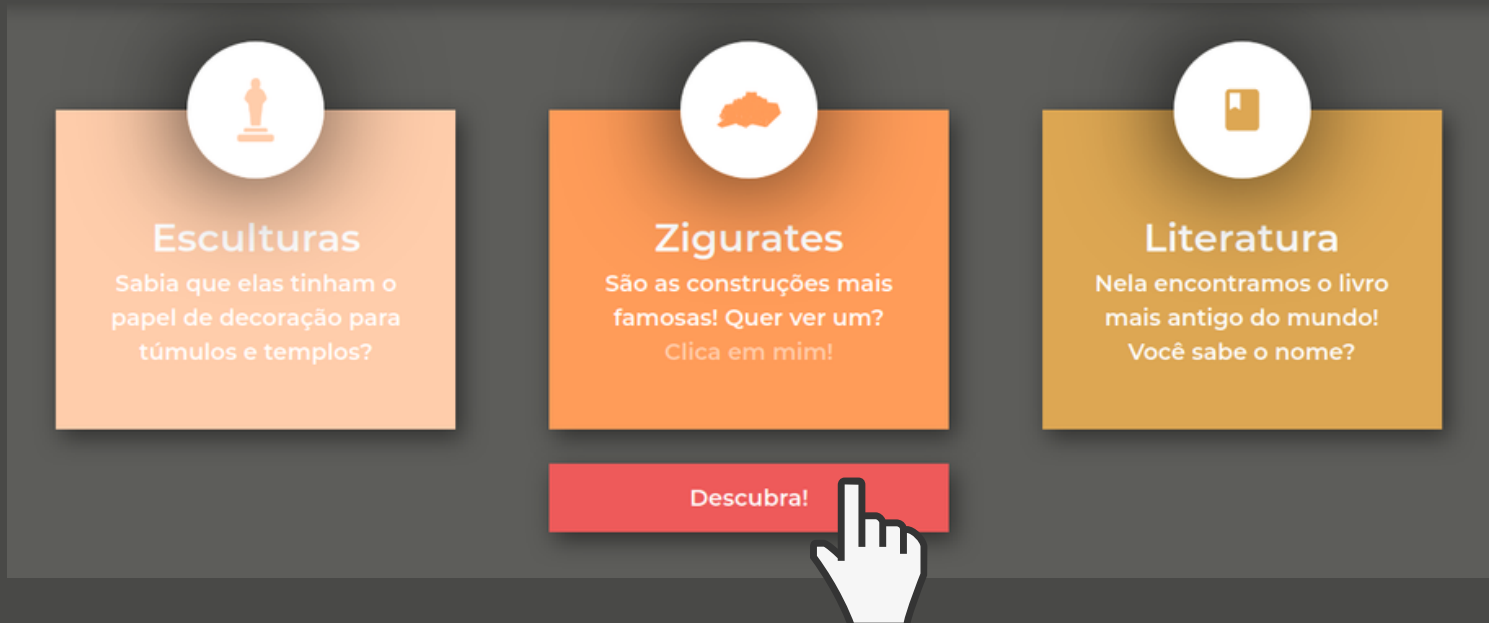 Esculturas
Sabia que elas tinham o
papel de decoração para
túmulos e templos?
Zigurates
São as construções mais
famosas! Quer ver um?
Clica em mim!
Descubra!
Literatura
Nela encontramos o livro
mais antigo do mundo!
Você sabe o nome?